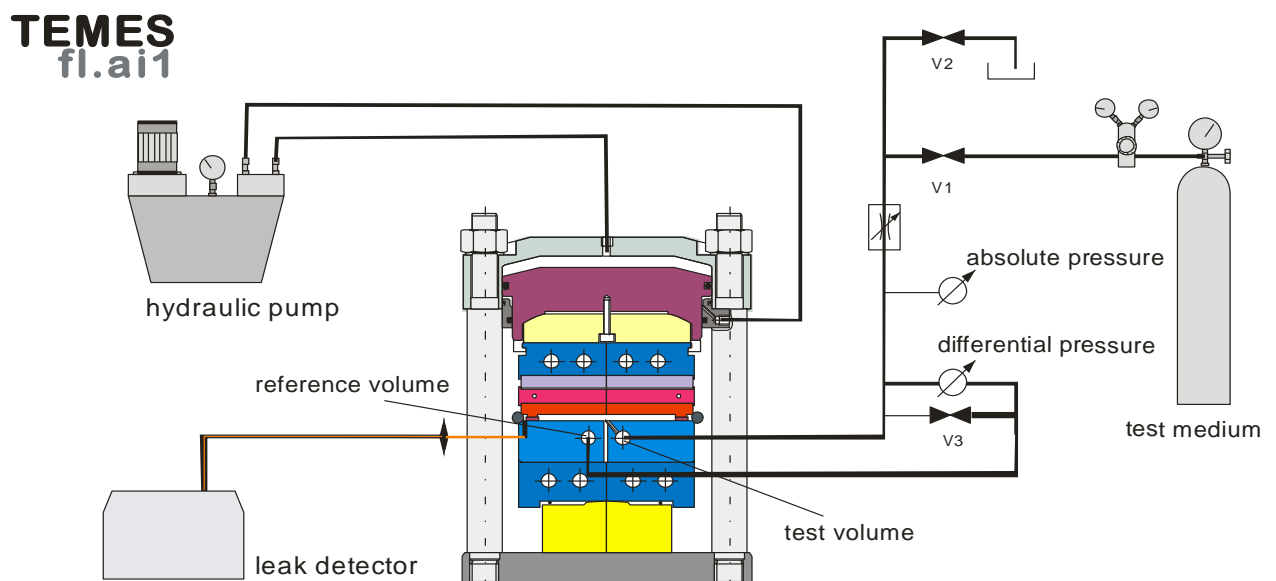 TEMES
fl.ai1
V2
V1
absolute pressure
hydraulic pump
differential pressure
reference volume
V3
test medium
test volume
leak detector